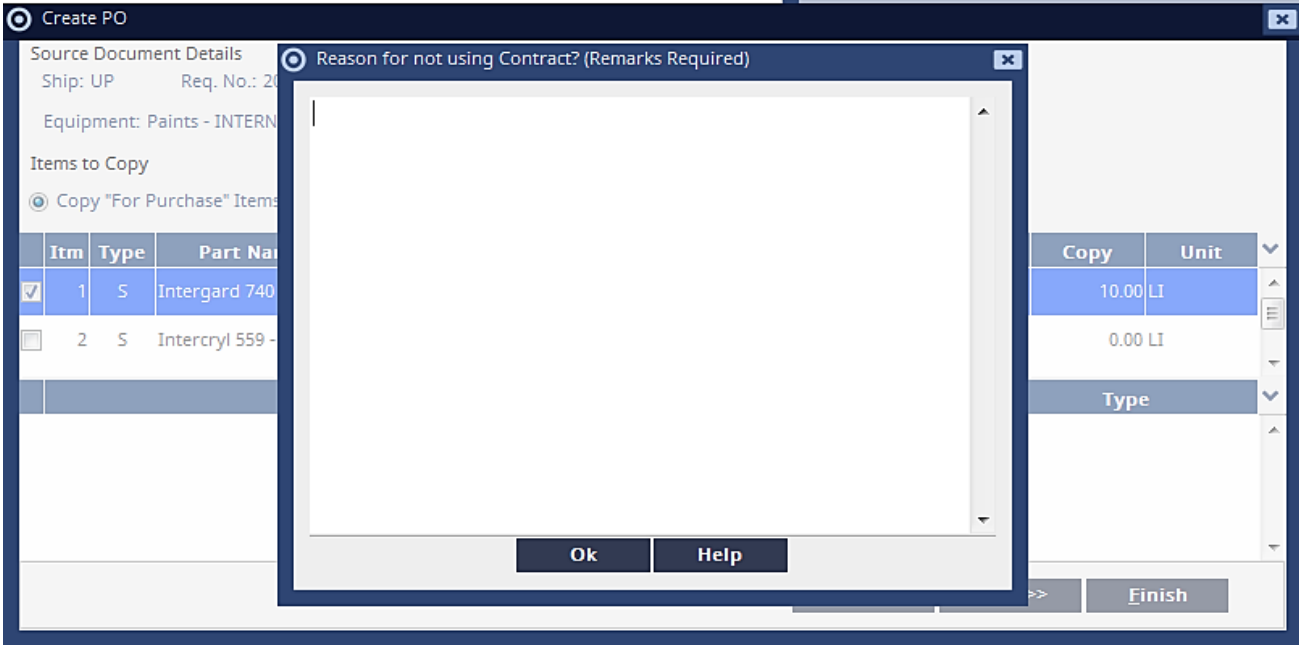 Create PO
Source Document Details
Ship: UP Req. No.: 20
Equipment: Paints - INTERN
Items to Copy
Copy "For Purchase" Items
Itm Type Part Nar Copy Unit
1 S Intergard 740 10.00 LI
2 S Intercryl 559 - 0.00 LI
Type
Reason for not using Contract? (Remarks Required)
Ok Help
>> Finish